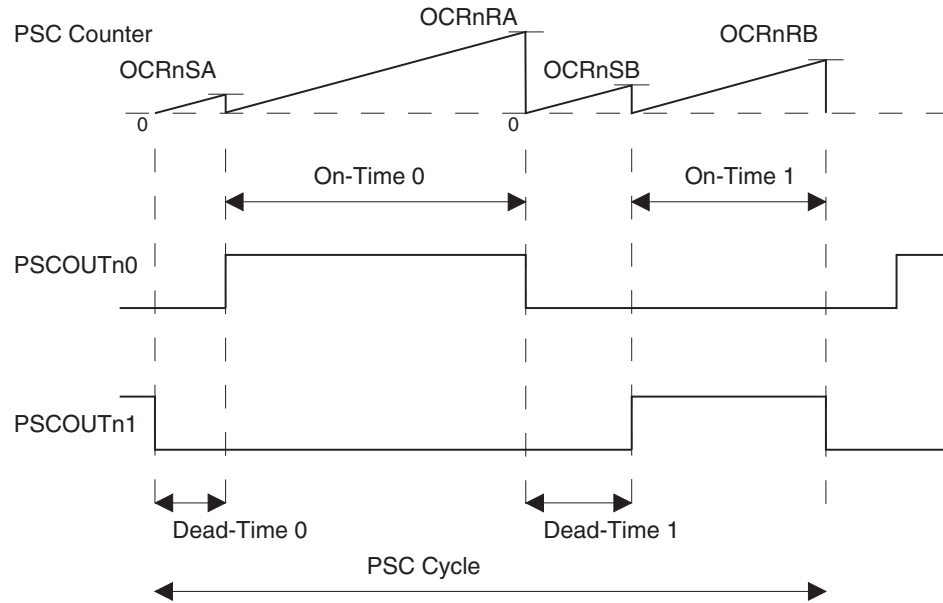 OCRnRA
PSC Counter
OCRnRB
OCRnSA
OCRnSB
0
0
On-Time 0
On-Time 1
PSCOUTn0
PSCOUTn1
Dead-Time 0
Dead-Time 1
PSC Cycle